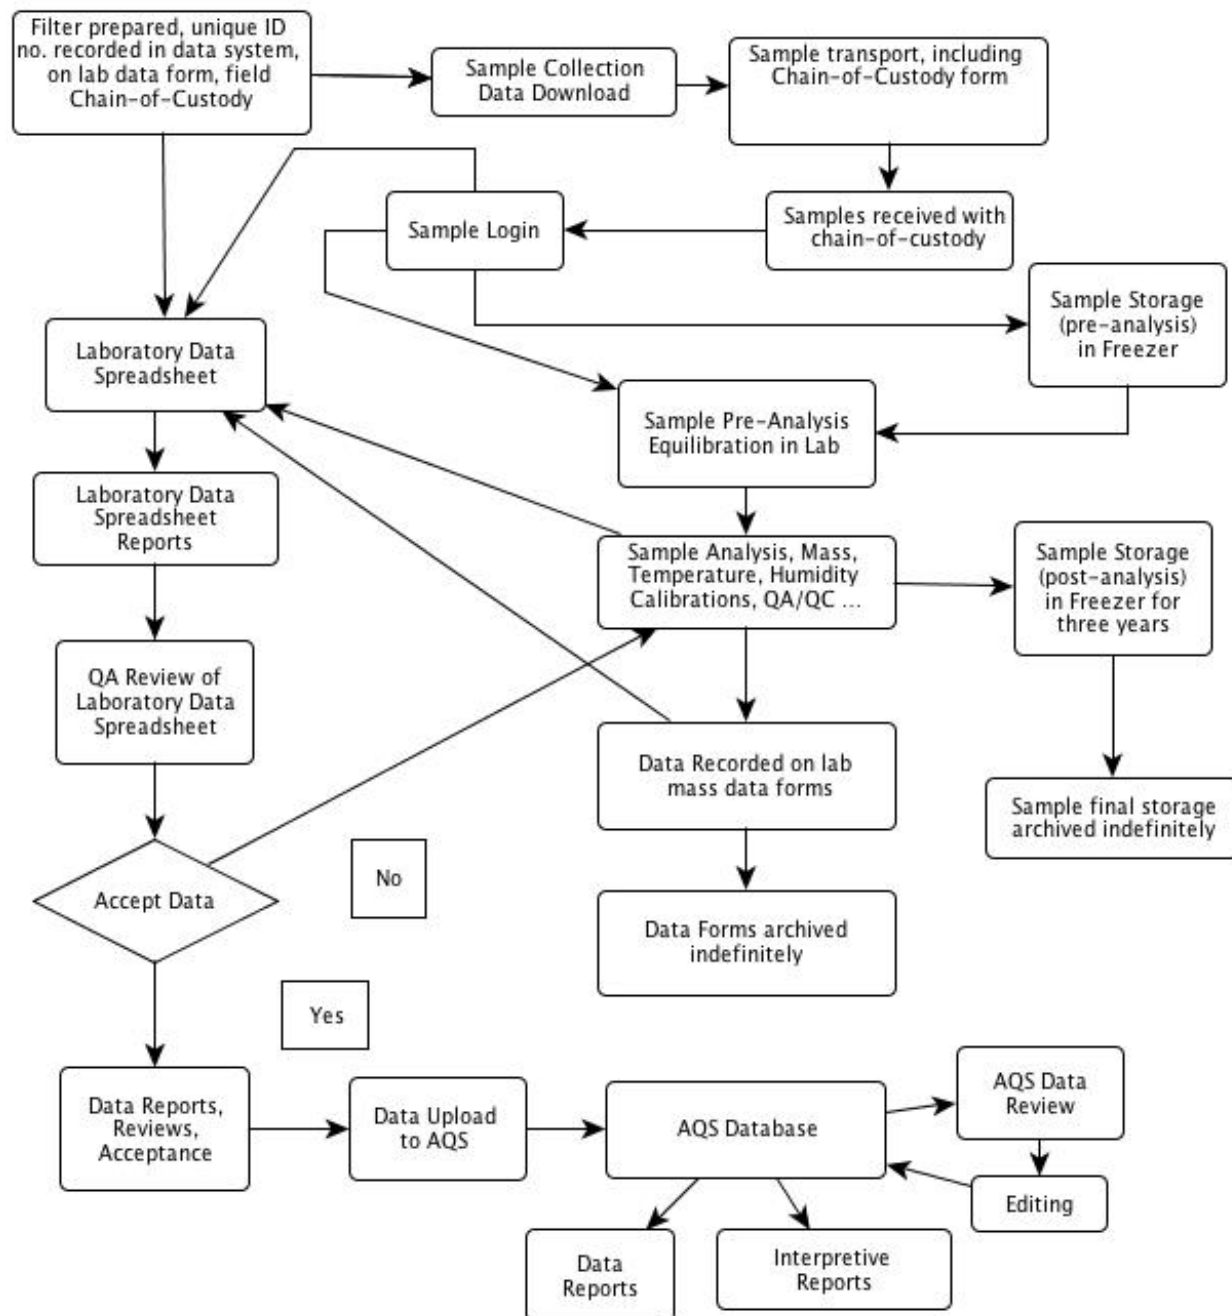 Filter prepared, unique ID
no. recorded in data system,
on lab data form, field
Chain-of-Custody
Sample Collection
Data Download
Sample transport, including
Chain-of-Custody form
Sample Login
Samples received with
chain-of-custody
Sample Storage
(pre-analysis)
in Freezer
Laboratory Data
Spreadsheet
Sample Pre-Analysis
Equilibration in Lab
Laboratory Data
Spreadsheet
Reports
Sample Analysis, Mass,
Temperature, Humidity
Calibrations, QA/QC ...
Sample Storage
(post-analysis)
in Freezer for
three years
QA Review of
Laboratory Data
Spreadsheet
Data Recorded on lab
mass data forms
Sample final storage
archived indefinitely
Accept Data
No
Data Forms archived
indefinitely
Yes
Data Reports,
Reviews,
Acceptance
Data Upload
to AQS
AQS Database
AQS Data
Review
Editing
Data
Reports
Interpretive
Reports